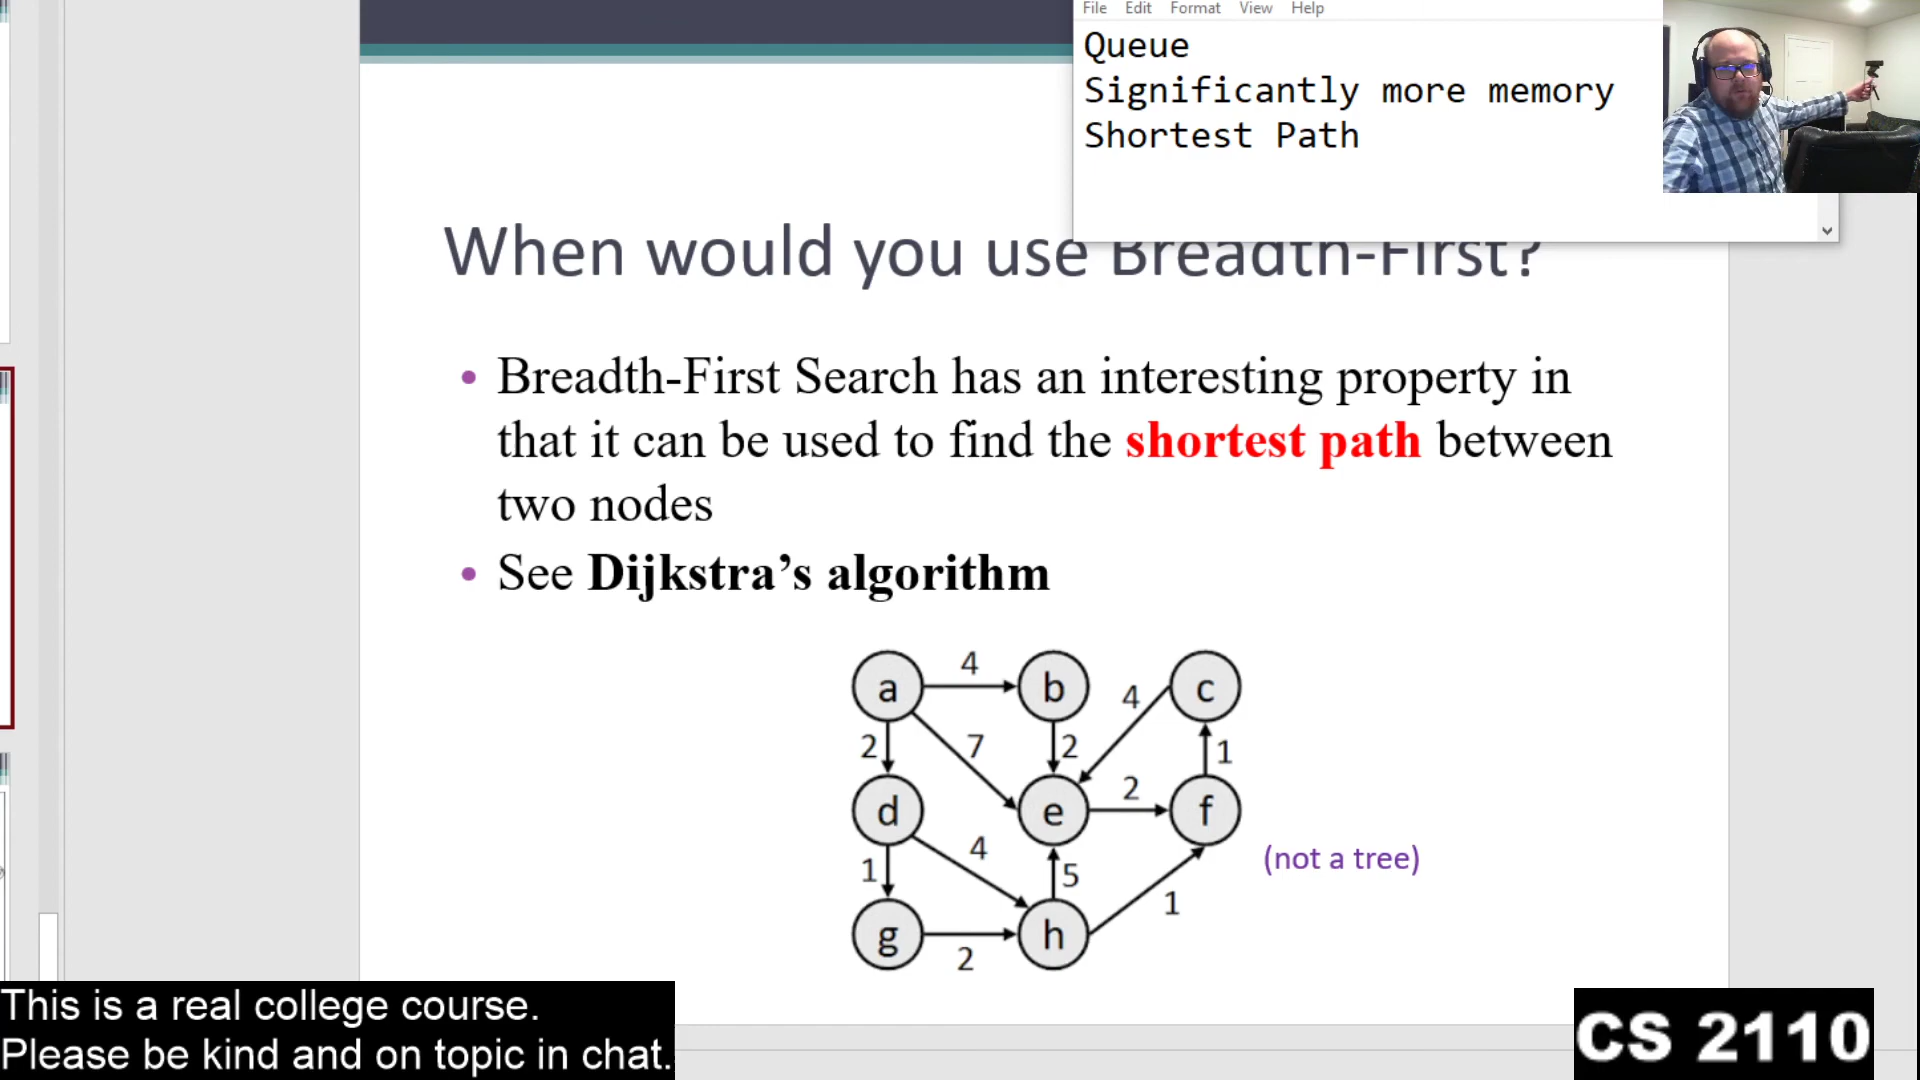 File Edit Format View Help
Queue
Significantly more memory
Shortest Path
When would you use Breadth-First?
• Breadth-First Search has an interesting property in
that it can be used to find the shortest path between
two nodes
• See Dijkstra’s algorithm
a 4 b 4 c
2 7 2 1
d e 2 f
(not a tree)
1 4 5 1
g 2 h
This is a real college course.
Please be kind and on topic in chat.
CS 2110